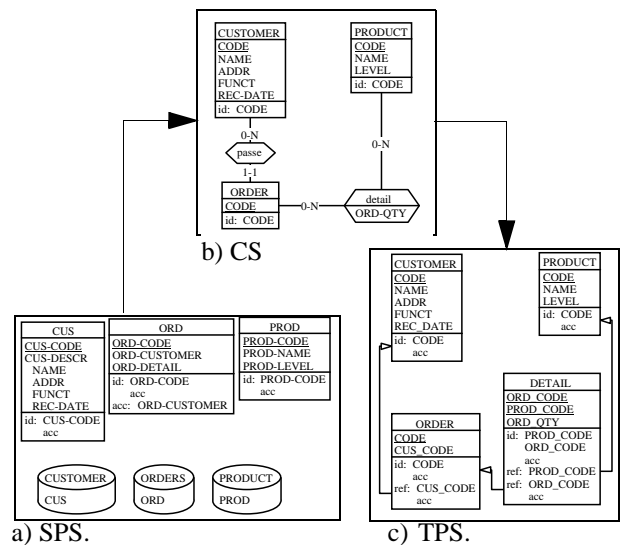 CUSTOMER
CODE
NAME
ADDR
FUNCT
REC-DATE
id: CODE
PRODUCT
CODE
NAME
LEVEL
id: CODE
0-N
passe
1-1
0-N
ORDER
CODE
id: CODE
0-N
detail
ORD-QTY
b) CS
CUS
CUS-CODE
CUS-DESCR
NAME
ADDR
FUNCT
REC-DATE
id: CUS-CODE
acc
ORD
ORD-CODE
ORD-CUSTOMER
ORD-DETAIL
id: ORD-CODE
acc
acc: ORD-CUSTOMER
PROD
PROD-CODE
PROD-NAME
PROD-LEVEL
id: PROD-CODE
acc
CUSTOMER
CUS
ORDERS
ORD
PRODUCT
PROD
a) SPS.
CUSTOMER
CODE
NAME
ADDR
FUNCT
REC_DATE
id: CODE
acc
PRODUCT
CODE
NAME
LEVEL
id: CODE
acc
ORDER
CODE
CUS_CODE
id: CODE
acc
ref: CUS_CODE
acc
DETAIL
ORD_CODE
PROD_CODE
ORD_QTY
id: PROD_CODE
ORD_CODE
acc
ref: PROD_CODE
ref: ORD_CODE
acc
c) TPS.